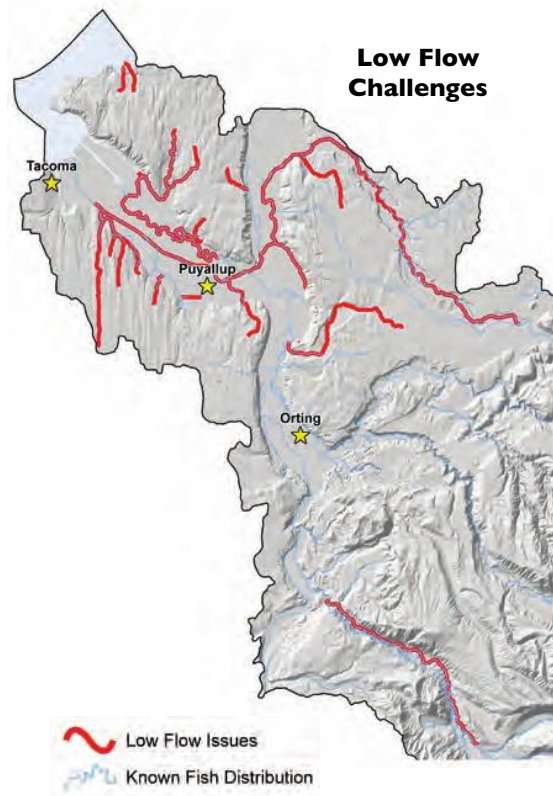 Low Flow
Challenges
Tacoma
Puyallup
Orting
Low Flow Issues
Known Fish Distribution